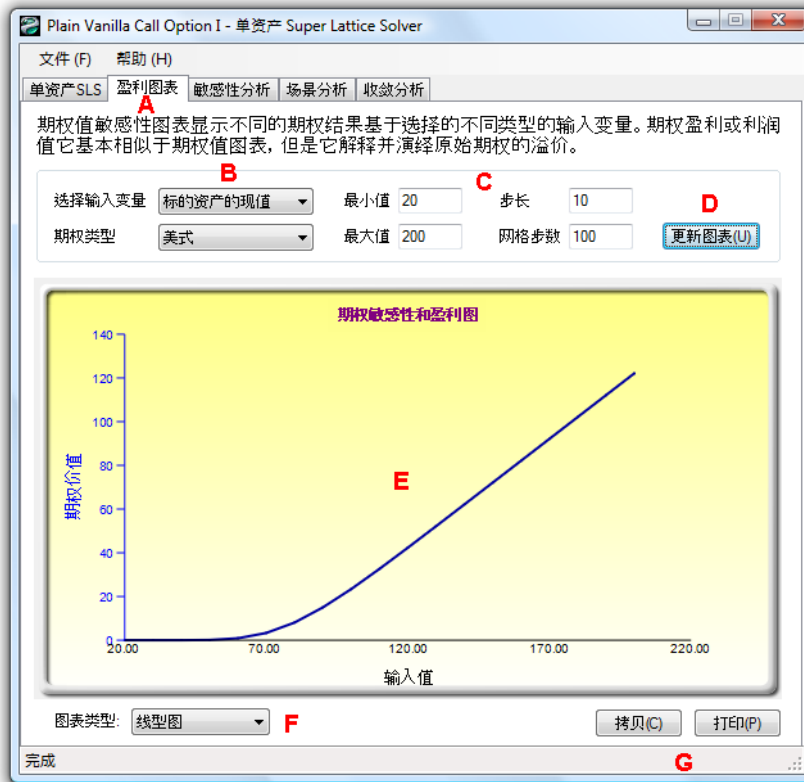 Plain Vanilla Call Option I - 单资产 Super Lattice Solver
文件 (F) 帮助 (H)
单资产SLS 盈利图表 敏感性分析 场景分析 收敛分析
A
期权值敏感性图表显示不同的期权结果基于选择的不同类型的输入变量。期权盈利或利润
值它基本相似于期权值图表，但是它解释并演绎原始期权的溢价。
B C
选择输入变量 标的资产的现值 最小值 20 步长 10 D
期权类型 美式 最大值 200 网格步数 100 更新图表(U)
期权敏感性和盈利图
140
120
100
80
60
40
20
0
期权价值
E
20.00 70.00 120.00 170.00 220.00
输入值
图表类型: 线型图 F 拷贝(C) 打印(P)
完成 G